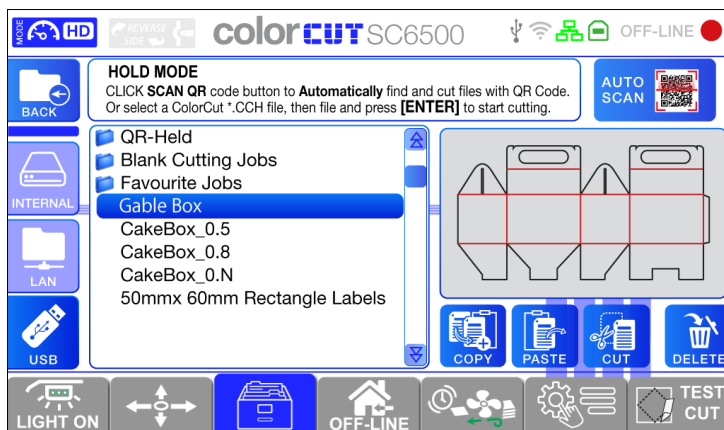 MODE
HD
REVERSE
SIDE
colorCUT SC6500
OFF-LINE
BACK
HOLD MODE
CLICK SCAN QR code button to Automatically find and cut files with QR Code.
Or select a ColorCut *.CCH file, then file and press [ENTER] to start cutting.
AUTO
SCAN
INTERNAL
LAN
USB
QR-Held
Blank Cutting Jobs
Favourite Jobs
Gable Box
CakeBox_0.5
CakeBox_0.8
CakeBox_0.N
50mmx 60mm Rectangle Labels
COPY
PASTE
CUT
DELETE
LIGHT ON
OFF-LINE
TEST
CUT